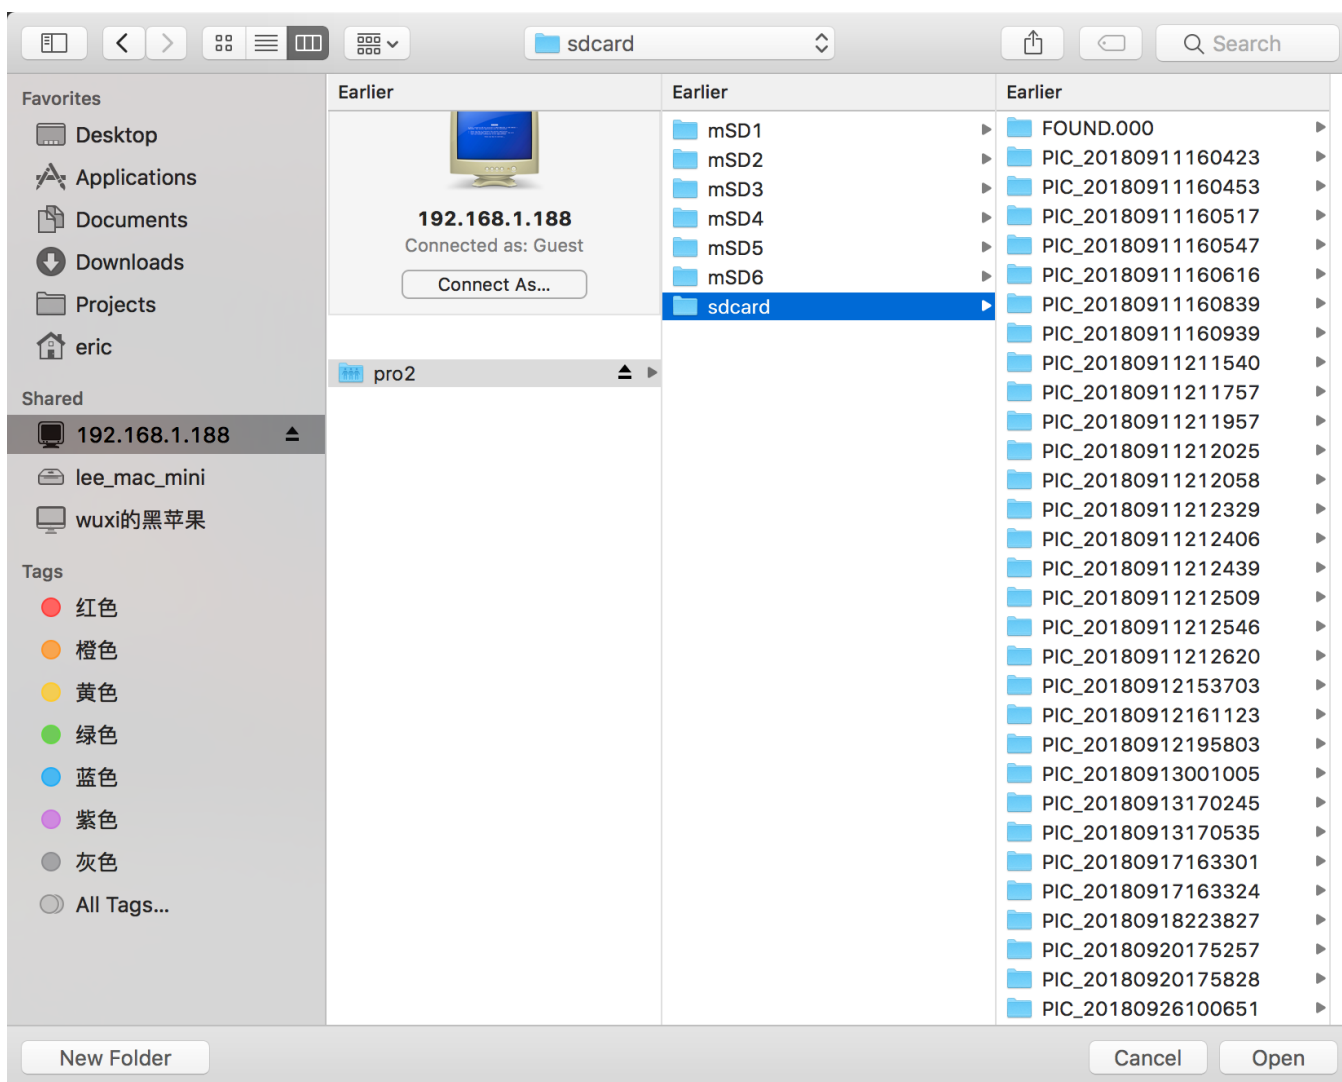 sdcard
Search
Favorites
Desktop
Applications
Documents
Downloads
Projects
eric
Shared
192.168.1.188
lee_mac_mini
wuxi的黑苹果
Tags
红色
橙色
黄色
绿色
蓝色
紫色
灰色
All Tags...
Earlier
192.168.1.188
Connected as: Guest
Connect As...
pro2
Earlier
mSD1
mSD2
mSD3
mSD4
mSD5
mSD6
sdcard
Earlier
FOUND.000
PIC_20180911160423
PIC_20180911160453
PIC_20180911160517
PIC_20180911160547
PIC_20180911160616
PIC_20180911160839
PIC_20180911160939
PIC_20180911211540
PIC_20180911211757
PIC_20180911211957
PIC_20180911212025
PIC_20180911212058
PIC_20180911212329
PIC_20180911212406
PIC_20180911212439
PIC_20180911212509
PIC_20180911212546
PIC_20180911212620
PIC_20180912153703
PIC_20180912161123
PIC_20180912195803
PIC_20180913001005
PIC_20180913170245
PIC_20180913170535
PIC_20180917163301
PIC_20180917163324
PIC_20180918223827
PIC_20180920175257
PIC_20180920175828
PIC_20180926100651
New Folder
Cancel
Open